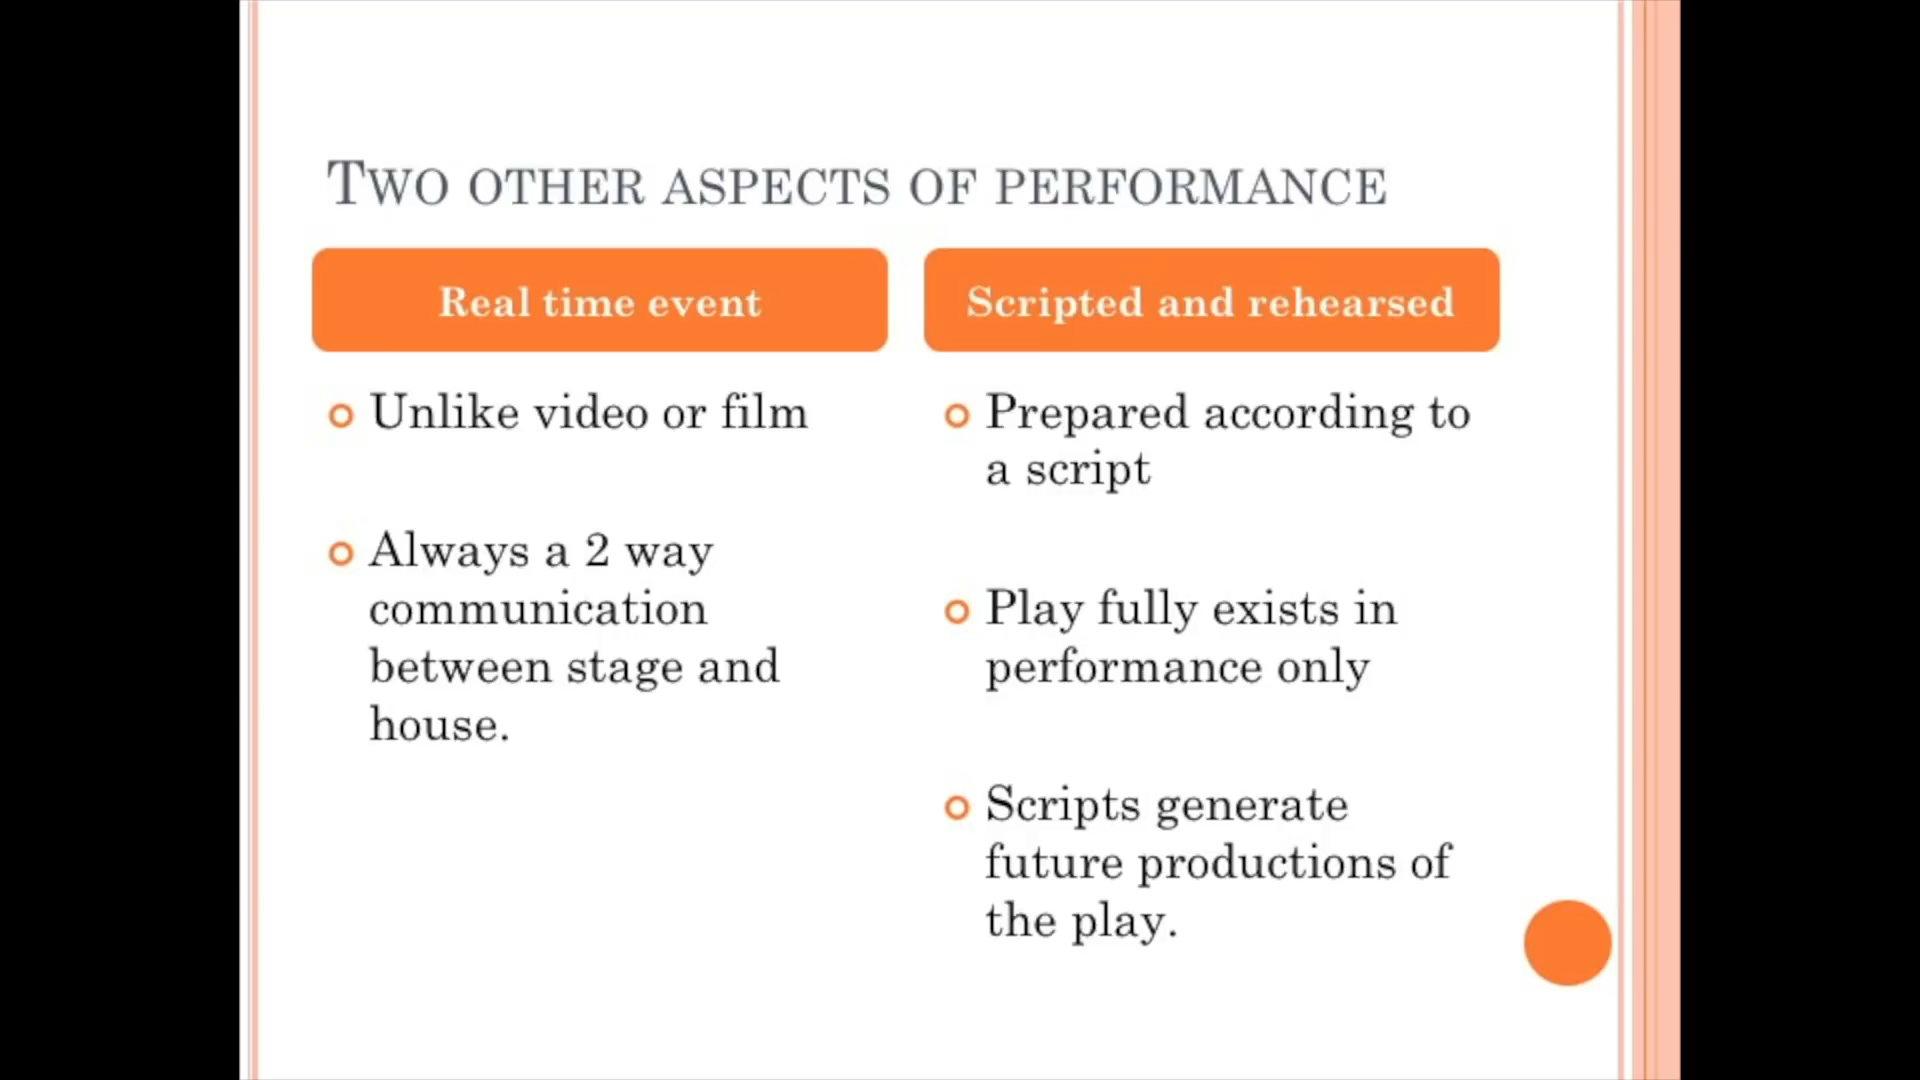 Two other aspects of performance
Real time event
Unlike video or film
Always a 2 way
communication
between stage and
house.
Scripted and rehearsed
Prepared according to
a script
Play fully exists in
performance only
Scripts generate
future productions of
the play.